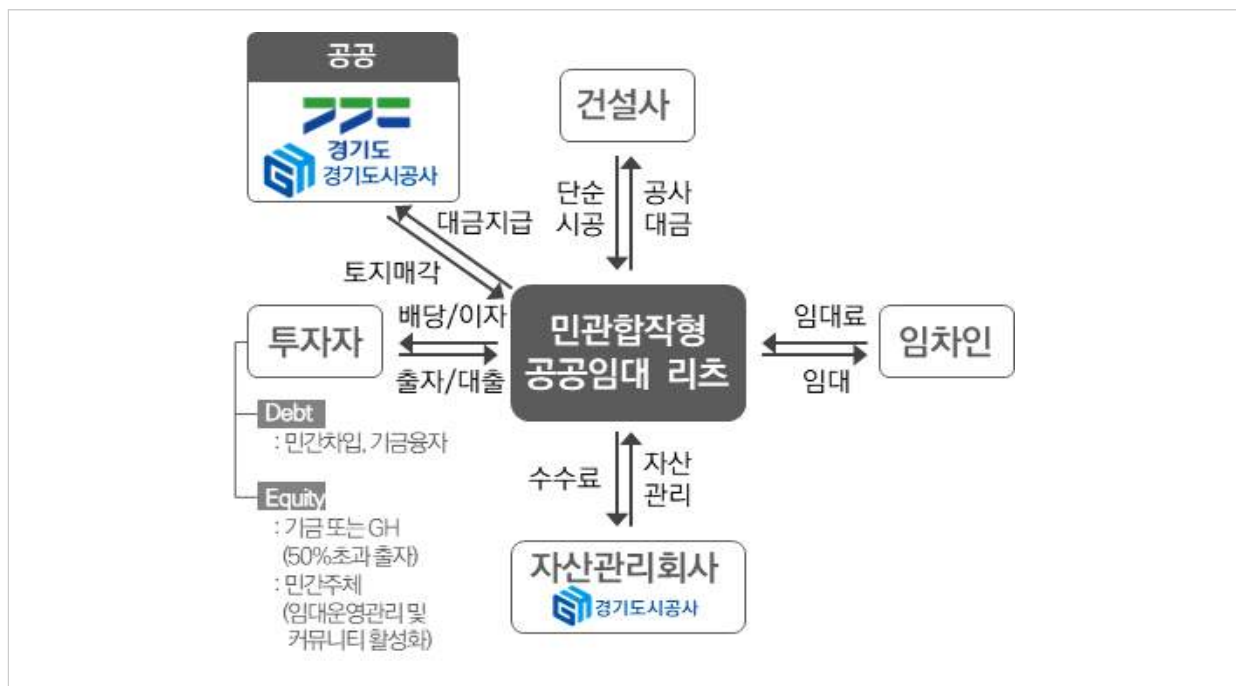 공공
경기도
경기도시공사
건설사
단순
시공
공사
대금
대금지급
토지매각
투자자
배당/이자
출자/대출
민관합작형
공공임대 리츠
임대료
임대
임차인
Debt
: 민간차입, 기금융자
Equity
: 기금 또는 GH
(50%초과 출자)
: 민간주체
(임대운영관리 및
커뮤니티 활성화)
수수료
자산
관리
자산관리회사
경기도시공사